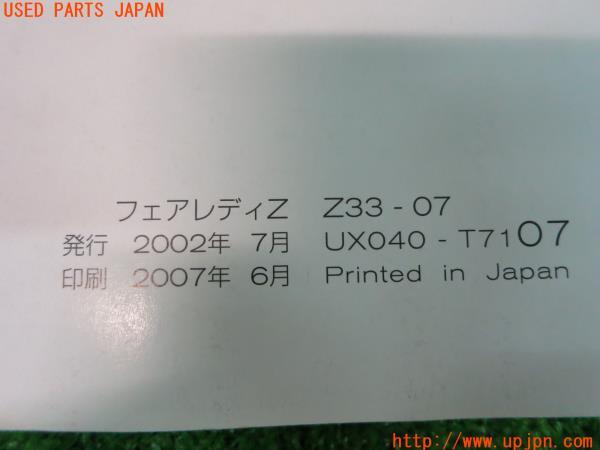 USED PARTS JAPAN
フェアレディZ Z33-07
発行 2002年 7月 UX040-T7107
印刷 2007年 6月 Printed in Japan
http://www.upjpn.com/